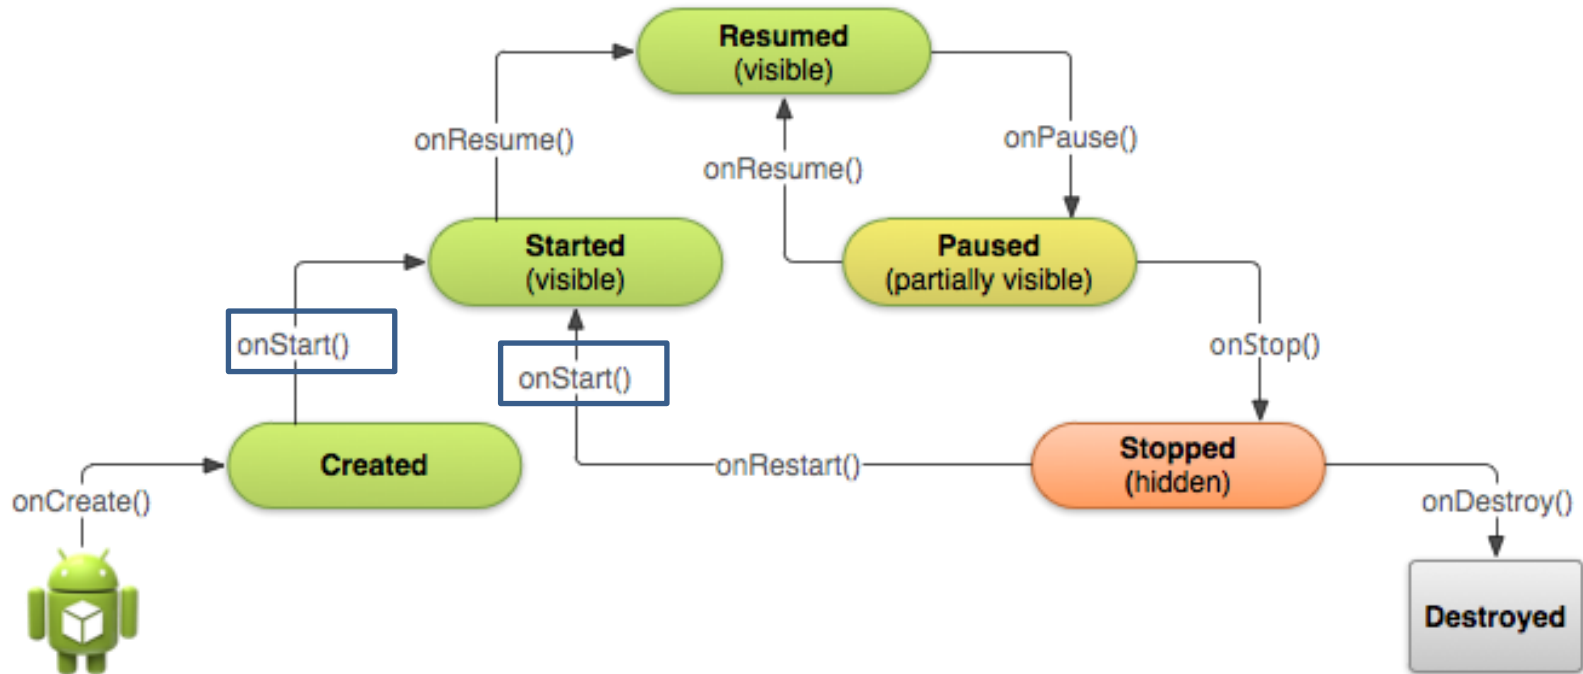 Resumed
(visible)
onResume()
onPause()
onResume()
Started
(visible)
Paused
(partially visible)
onStart()
onStart()
onStop()
Created
onRestart()
Stopped
(hidden)
onCreate()
onDestroy()
Destroyed